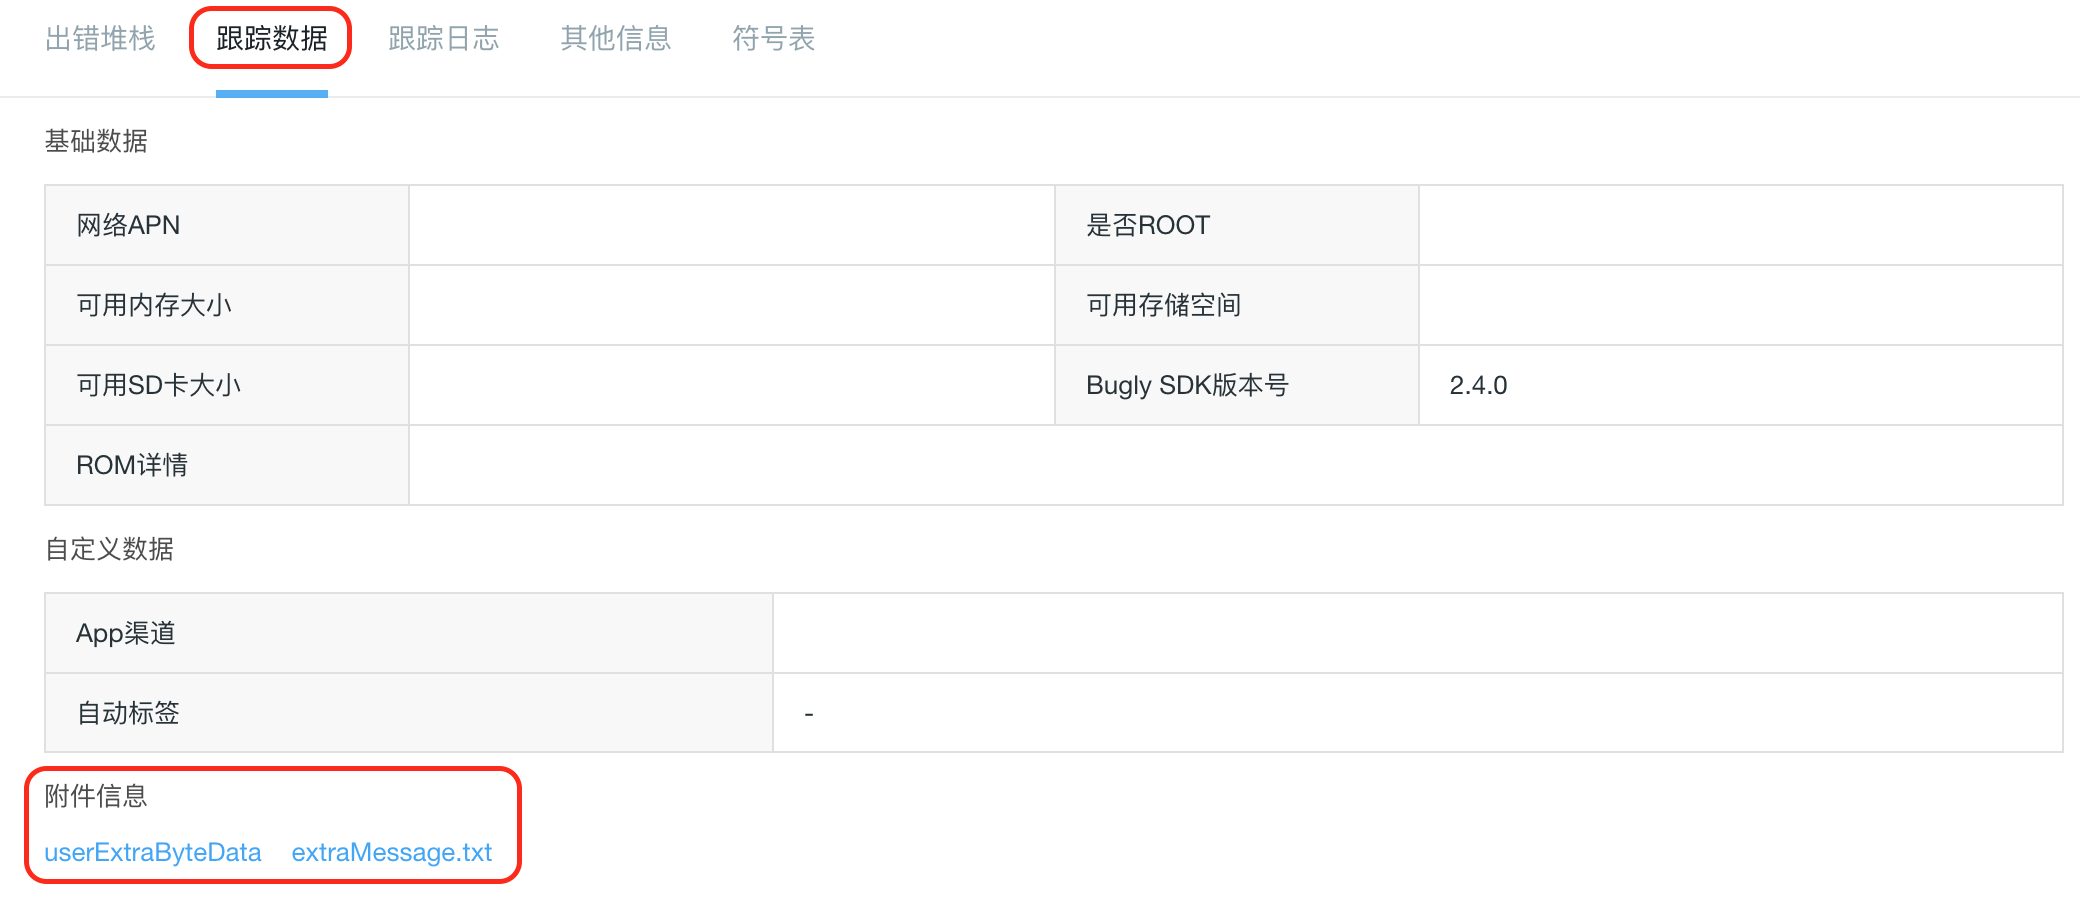 出错堆栈 跟踪数据 跟踪日志 其他信息 符号表
基础数据
网络APN 是否ROOT
可用内存大小 可用存储空间
可用SD卡大小 Bugly SDK版本号 2.4.0
ROM详情
自定义数据
App渠道
自动标签 -
附件信息
userExtraByteData extraMessage.txt